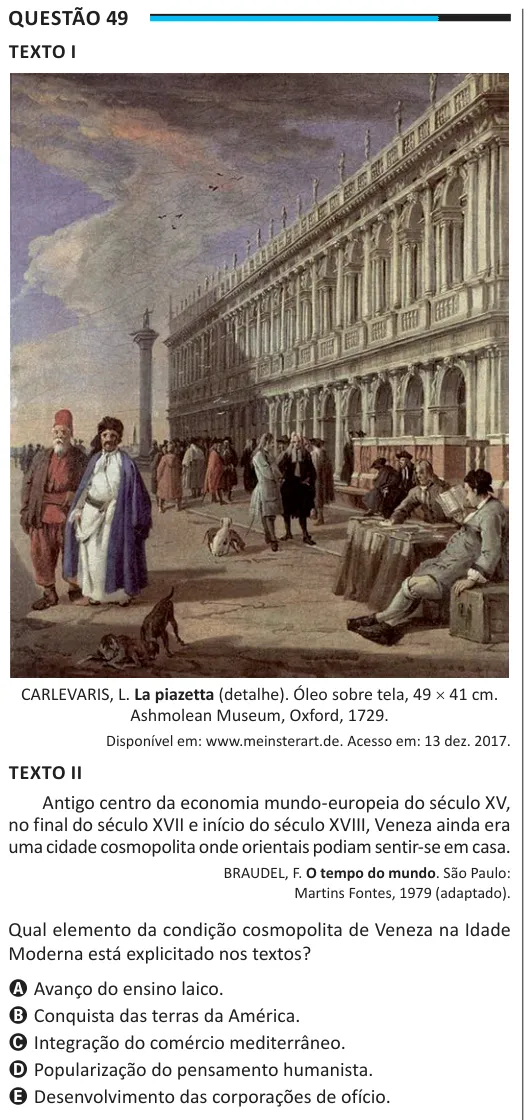 QUESTÃO 49
TEXTO I
CARLEVARIS, L. La piazetta (detalhe). Óleo sobre tela, 49 × 41 cm.
Ashmolean Museum, Oxford, 1729.
Disponível em: www.meinsterart.de. Acesso em: 13 dez. 2017.
TEXTO II
Antigo centro da economia mundo-europeia do século XV,
no final do século XVII e início do século XVIII, Veneza ainda era
uma cidade cosmopolita onde orientais podiam sentir-se em casa.
BRAUDEL, F. O tempo do mundo. São Paulo:
Martins Fontes, 1979 (adaptado).
Qual elemento da condição cosmopolita de Veneza na Idade
Moderna está explicitado nos textos?
A Avanço do ensino laico.
B Conquista das terras da América.
C Integração do comércio mediterrâneo.
D Popularização do pensamento humanista.
E Desenvolvimento das corporações de ofício.